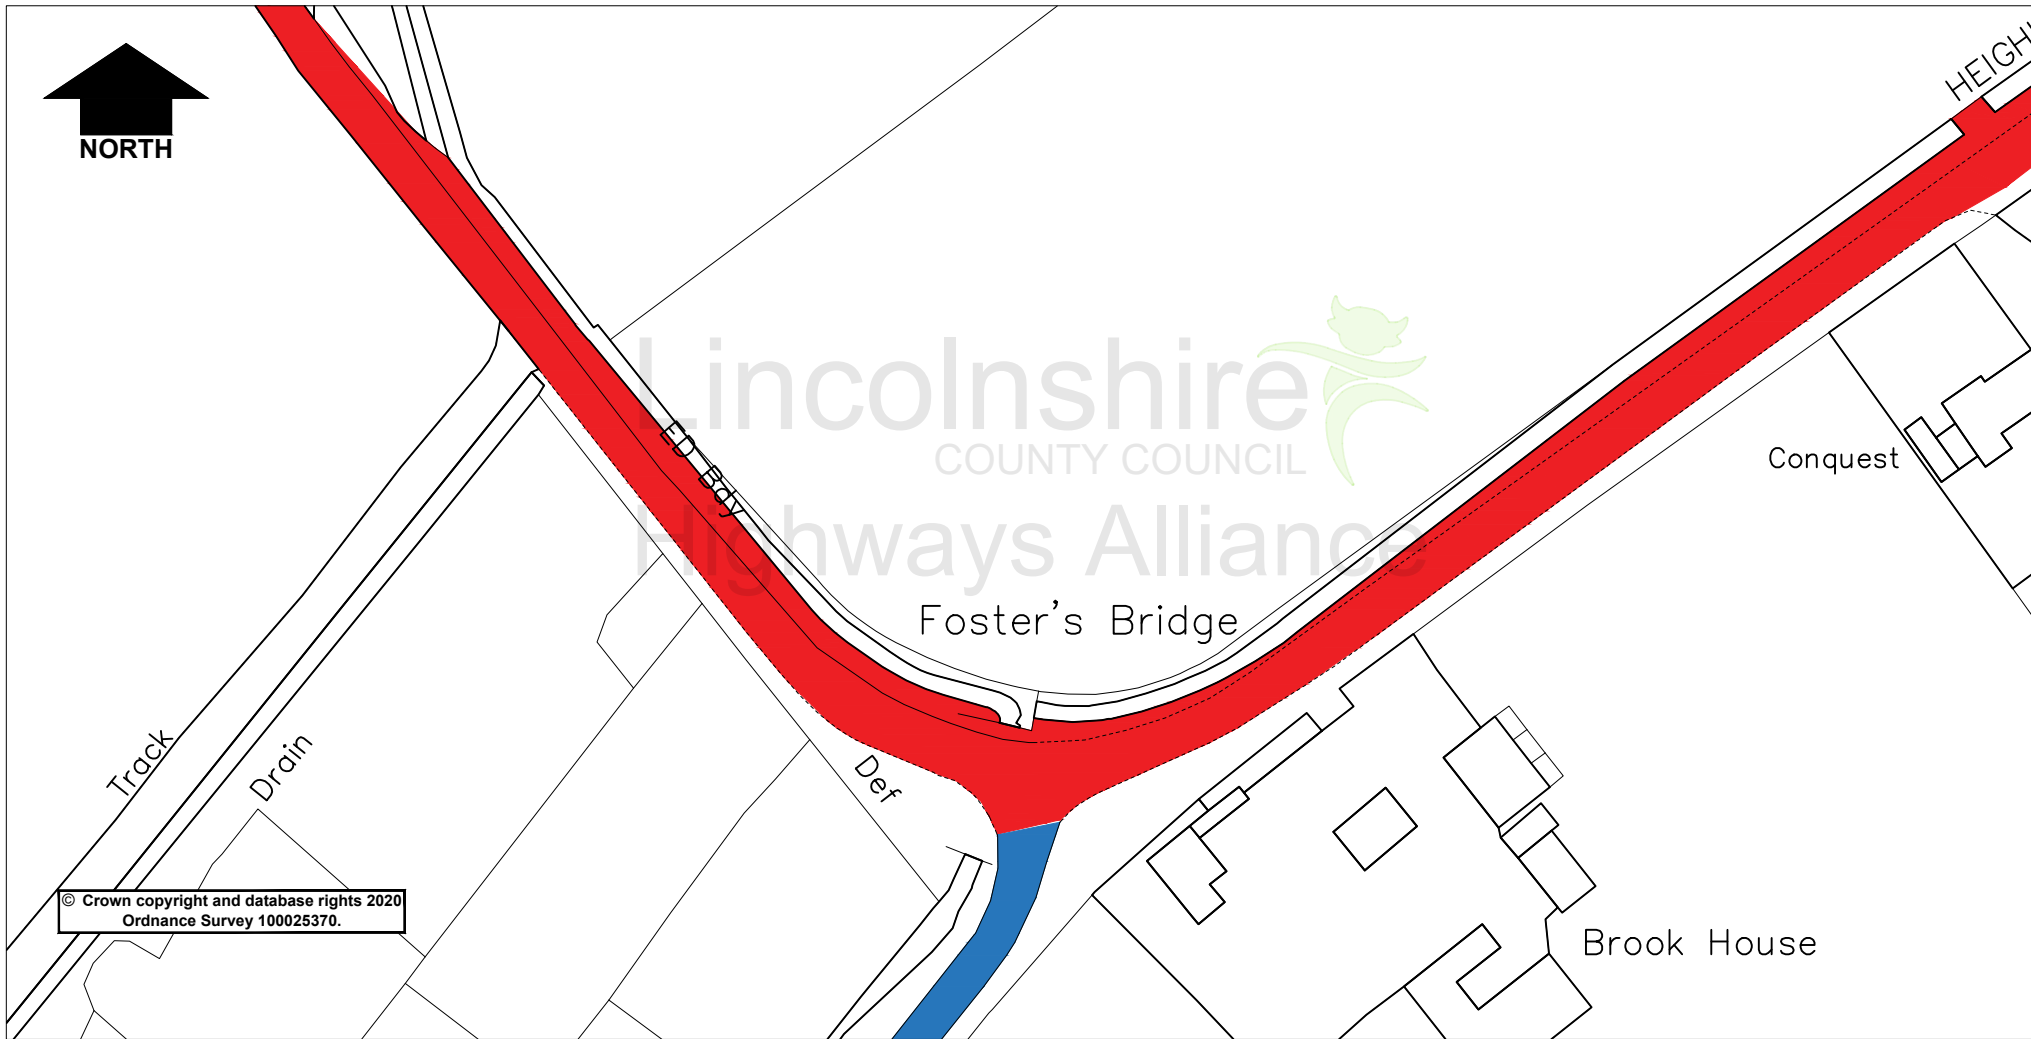 HEIGH
NORTH
Lincolnshire
COUNTY COUNCIL
Highways Alliance
ED Bdy
Conquest
Foster's Bridge
Track
Drain
Def
© Crown copyright and database rights 2020
Ordnance Survey 100025370.
Brook House